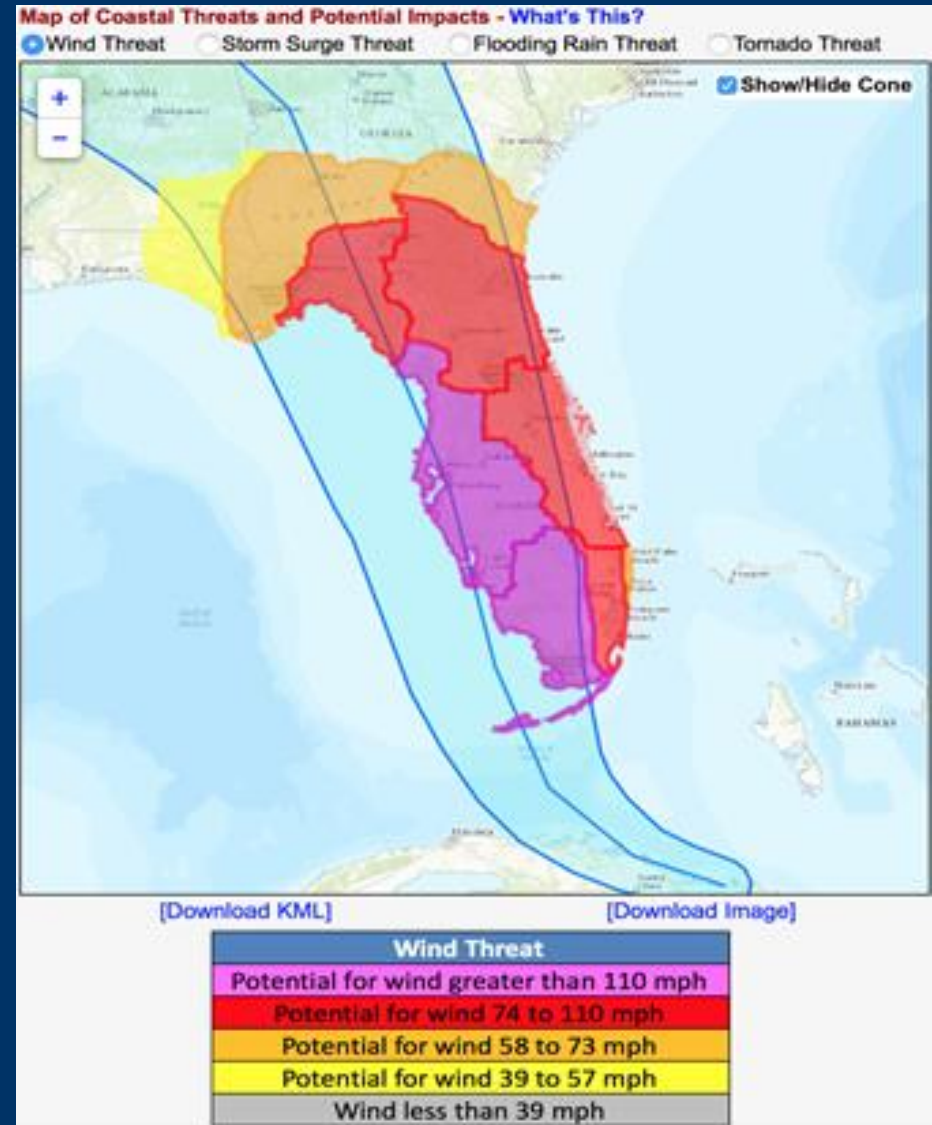 Map of Coastal Threats and Potential Impacts - What's This?
Wind Threat Storm Surge Threat Flooding Rain Threat Tornado Threat
+
Show/Hide Cone
−
ALABAMA
GEORGIA
BAHAMAS
[Download KML] [Download Image]
Wind Threat
Potential for wind greater than 110 mph
Potential for wind 74 to 110 mph
Potential for wind 58 to 73 mph
Potential for wind 39 to 57 mph
Wind less than 39 mph